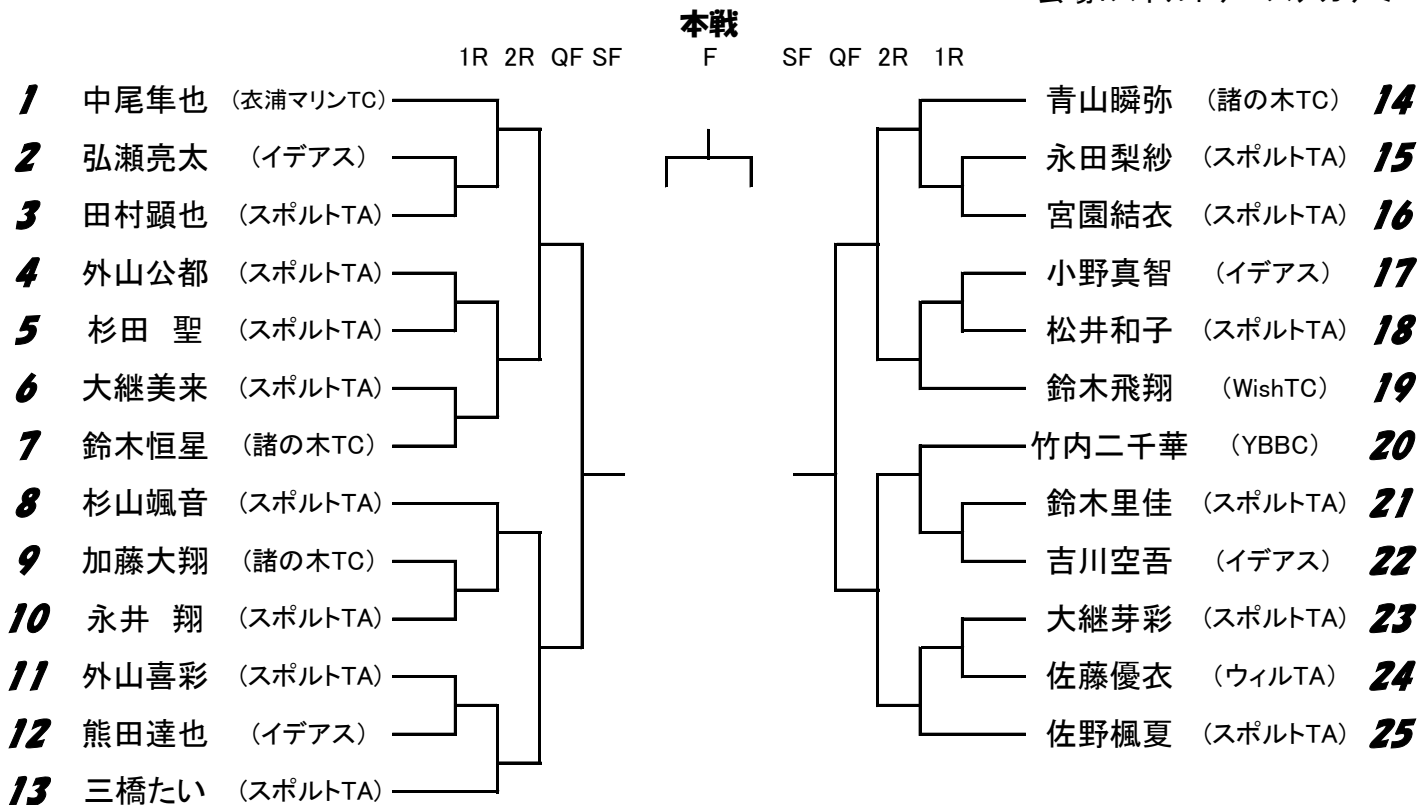 本戦
1R 2R QF SF F SF QF 2R 1R
1 中尾隼也 (衣浦マリンTC) 青山瞬弥 (諸の木TC) 14
2 弘瀬亮太 (イデアス) 永田梨紗 (スポルトTA) 15
3 田村顕也 (スポルトTA) 宮園結衣 (スポルトTA) 16
4 外山公都 (スポルトTA) 小野真智 (イデアス) 17
5 杉田 聖 (スポルトTA) 松井和子 (スポルトTA) 18
6 大継美来 (スポルトTA) 鈴木飛翔 (WishTC) 19
7 鈴木恒星 (諸の木TC) 竹内二千華 (YBBC) 20
8 杉山颯音 (スポルトTA) 鈴木里佳 (スポルトTA) 21
9 加藤大翔 (諸の木TC) 吉川空吾 (イデアス) 22
10 永井 翔 (スポルトTA) 大継芽彩 (スポルトTA) 23
11 外山喜彩 (スポルトTA) 佐藤優衣 (ウィルTA) 24
12 熊田達也 (イデアス) 佐野楓夏 (スポルトTA) 25
13 三橋たい (スポルトTA)